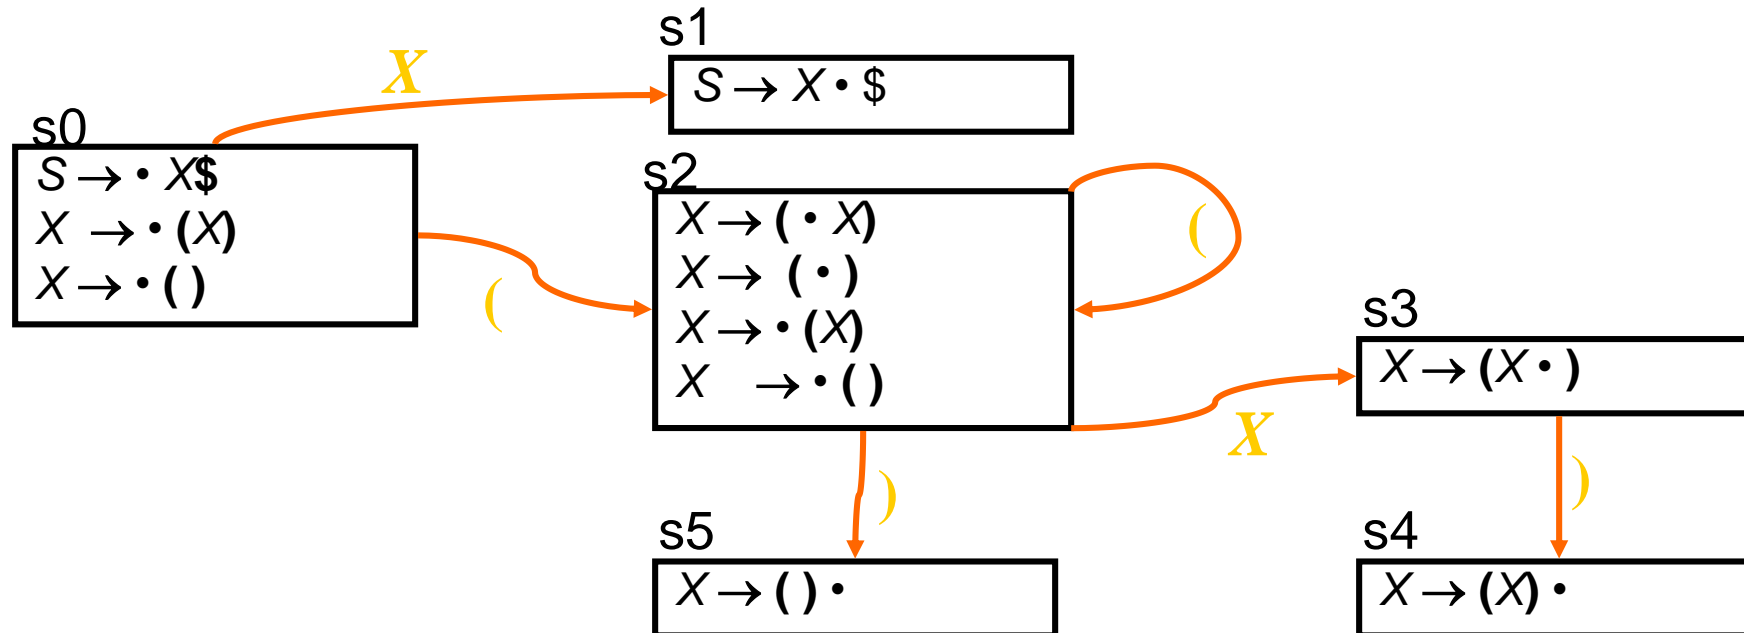 s1
S → X • $
X
s0
S → • X$
X → • (X)
X → • ( )
(
s2
X → ( • X)
X → ( • )
X → • (X)
X → • ( )
(
X
s3
X → (X • )
)
)
s5
X → ( ) •
s4
X → (X) •